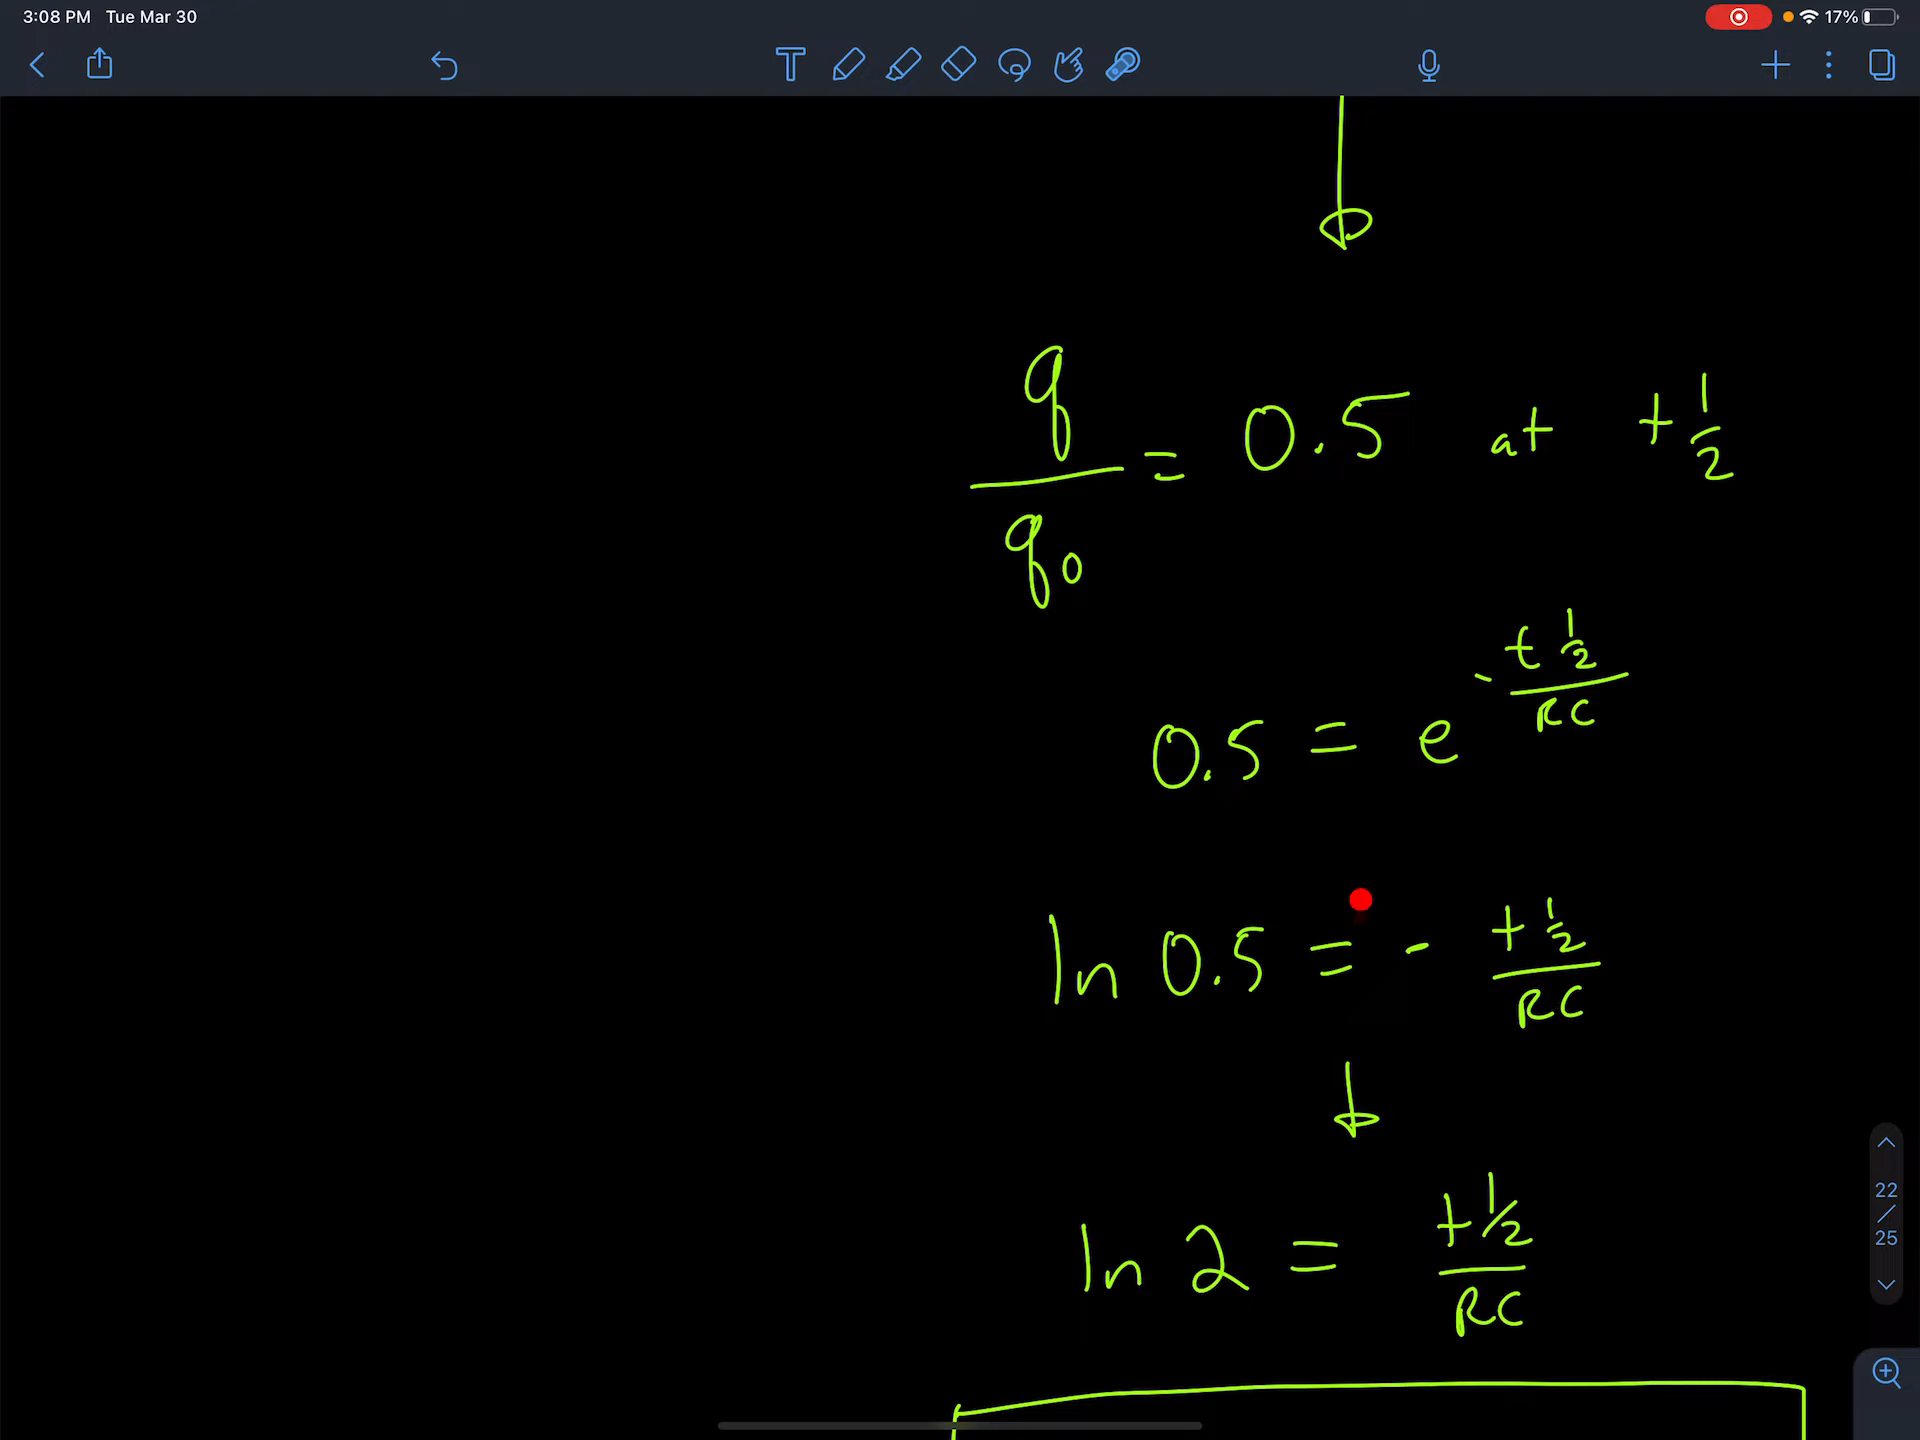 3:08 PM Tue Mar 30
17%
q/q₀ = 0.5 at t½
0.5 = e^(-t½/RC)
ln 0.5 = - t½/RC
ln 2 = t½/RC
22
/
25